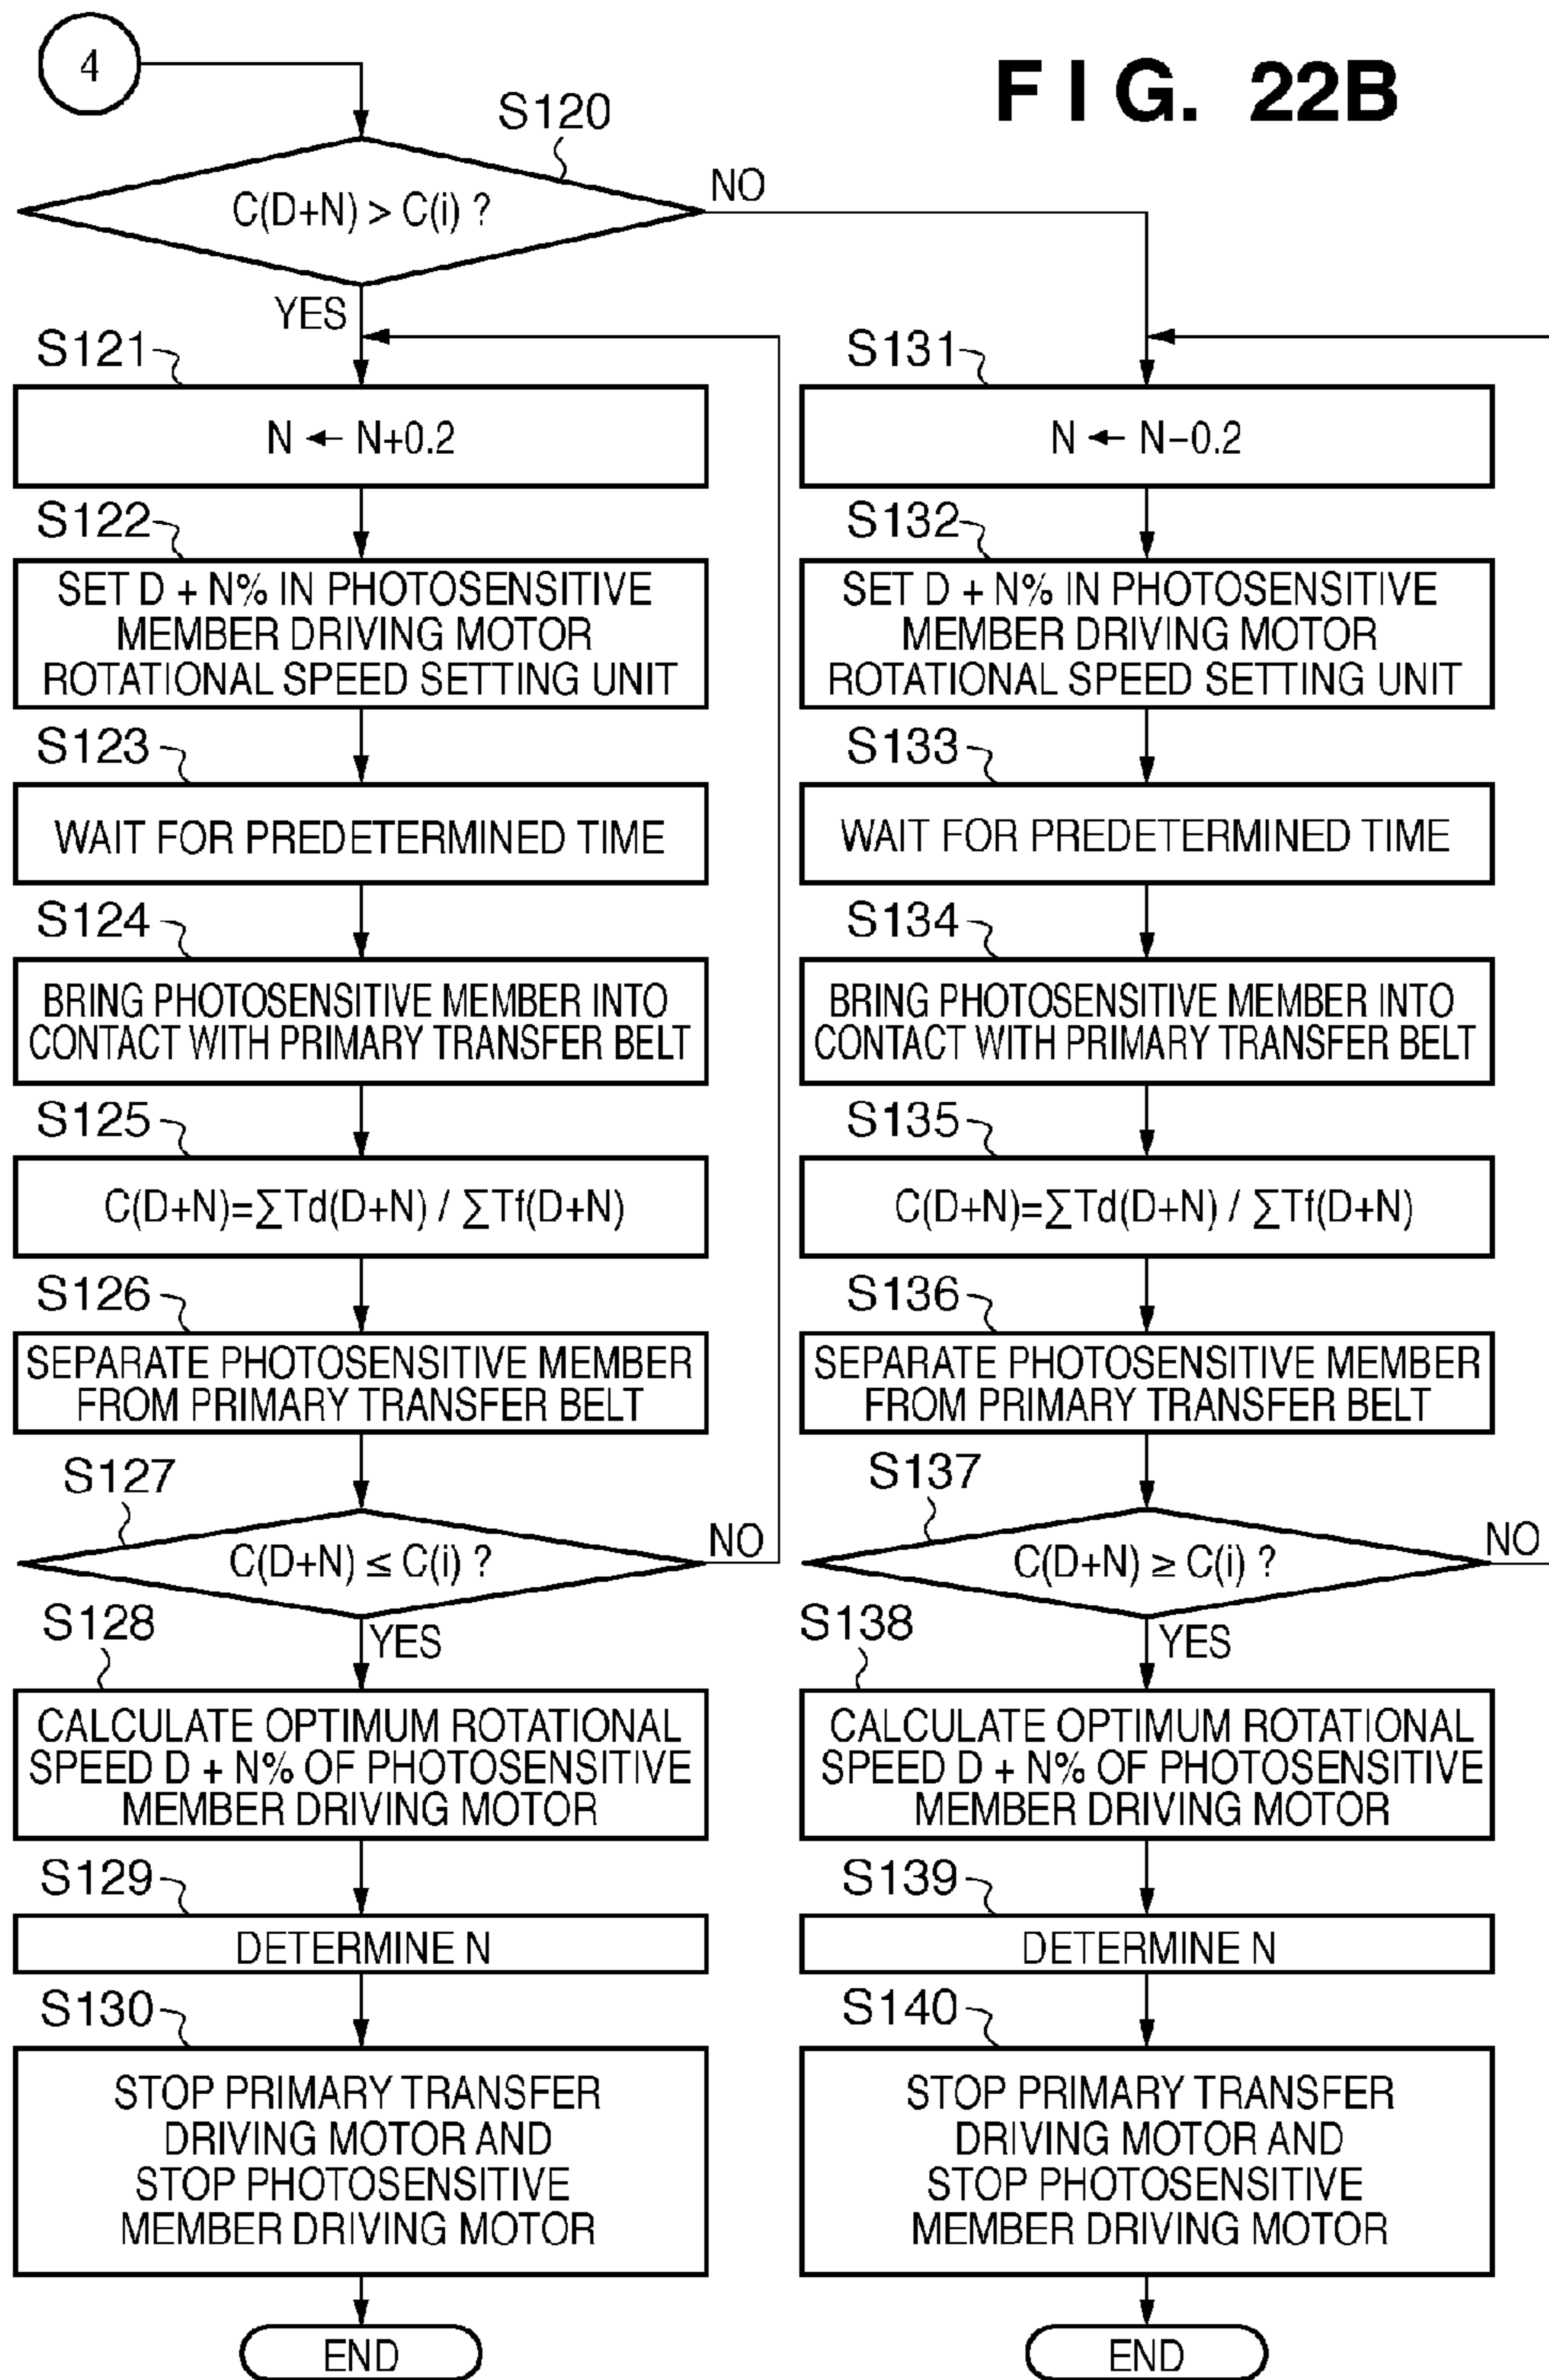 4
FIG. 22B
S120
C(D+N) > C(i) ?
NO
YES
S121
N ← N+0.2
S122
SET D + N% IN PHOTOSENSITIVE
MEMBER DRIVING MOTOR
ROTATIONAL SPEED SETTING UNIT
S123
WAIT FOR PREDETERMINED TIME
S124
BRING PHOTOSENSITIVE MEMBER INTO
CONTACT WITH PRIMARY TRANSFER BELT
S125
C(D+N)=∑Td(D+N) / ∑Tf(D+N)
S126
SEPARATE PHOTOSENSITIVE MEMBER
FROM PRIMARY TRANSFER BELT
S127
C(D+N) ≤ C(i) ?
NO
YES
S128
CALCULATE OPTIMUM ROTATIONAL
SPEED D + N% OF PHOTOSENSITIVE
MEMBER DRIVING MOTOR
S129
DETERMINE N
S130
STOP PRIMARY TRANSFER
DRIVING MOTOR AND
STOP PHOTOSENSITIVE
MEMBER DRIVING MOTOR
END
S131
N ← N−0.2
S132
SET D + N% IN PHOTOSENSITIVE
MEMBER DRIVING MOTOR
ROTATIONAL SPEED SETTING UNIT
S133
WAIT FOR PREDETERMINED TIME
S134
BRING PHOTOSENSITIVE MEMBER INTO
CONTACT WITH PRIMARY TRANSFER BELT
S135
C(D+N)=∑Td(D+N) / ∑Tf(D+N)
S136
SEPARATE PHOTOSENSITIVE MEMBER
FROM PRIMARY TRANSFER BELT
S137
C(D+N) ≥ C(i) ?
NO
YES
S138
CALCULATE OPTIMUM ROTATIONAL
SPEED D + N% OF PHOTOSENSITIVE
MEMBER DRIVING MOTOR
S139
DETERMINE N
S140
STOP PRIMARY TRANSFER
DRIVING MOTOR AND
STOP PHOTOSENSITIVE
MEMBER DRIVING MOTOR
END